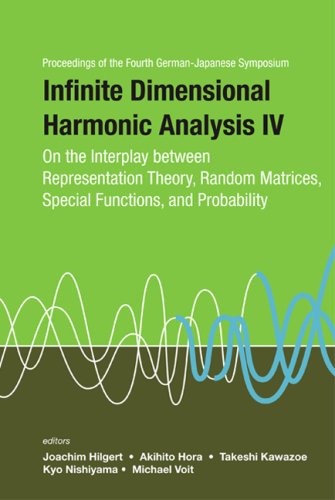 Proceedings of the Fourth German-Japanese Symposium
Infinite Dimensional
Harmonic Analysis IV
On the Interplay between
Representation Theory, Random Matrices,
Special Functions, and Probability
editors
Joachim Hilgert • Akihito Hora • Takeshi Kawazoe
Kyo Nishiyama • Michael Voit